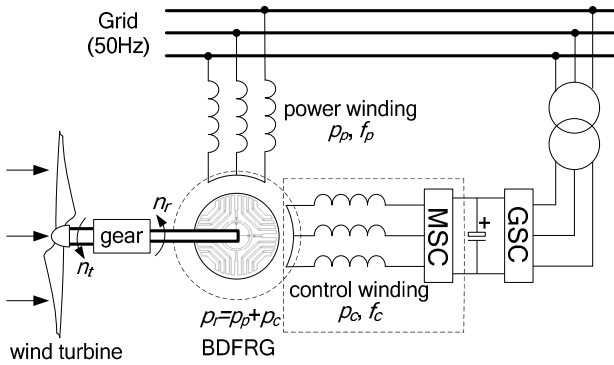 Grid
(50Hz)
power winding
pp, fp
nr
gear
nt
MSC
+
GSC
control winding
pc, fc
pr=pp+pc
BDFRG
wind turbine